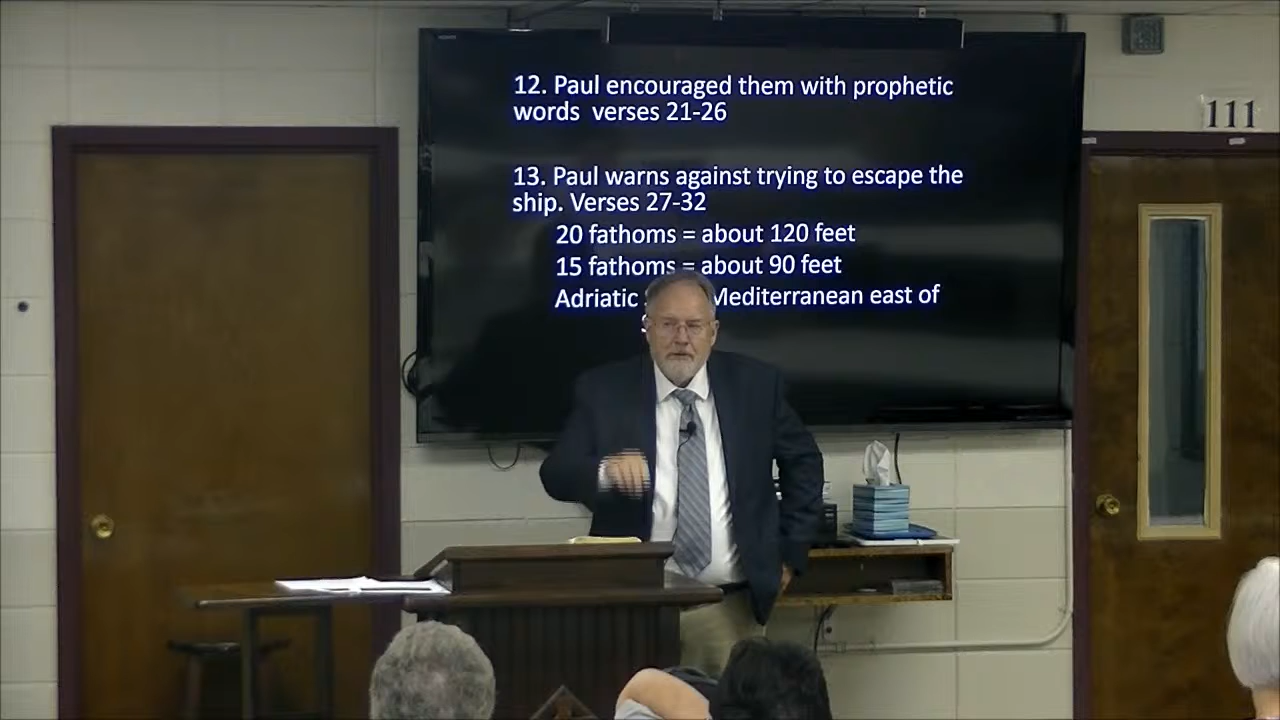 12. Paul encouraged them with prophetic
words verses 21-26
13. Paul warns against trying to escape the
ship. Verses 27-32
20 fathoms = about 120 feet
15 fathoms = about 90 feet
Adriatic Mediterranean east of
111